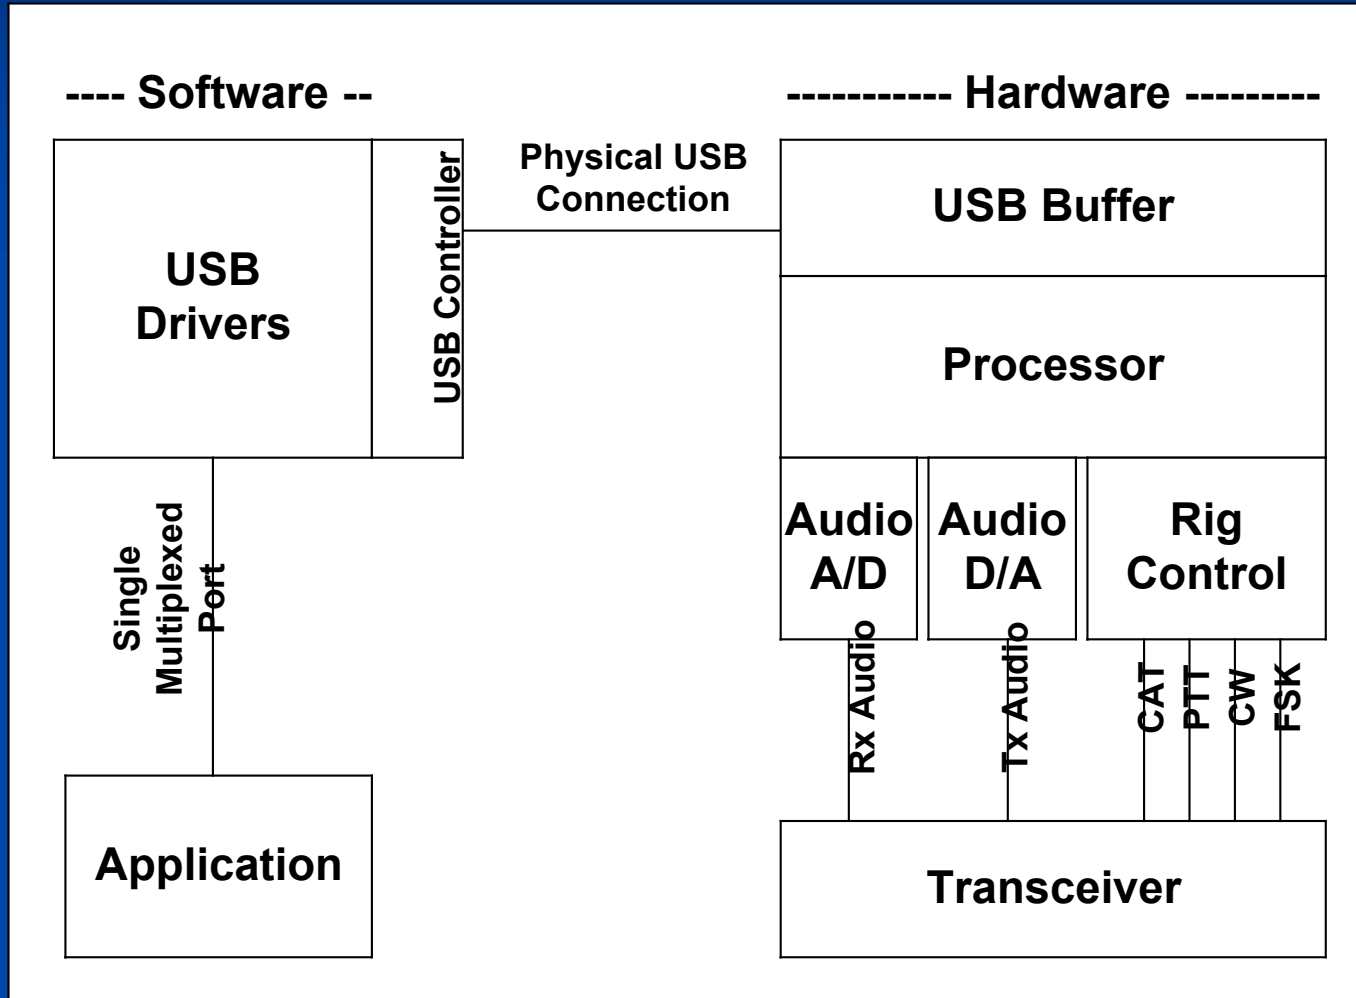 ---- Software --
----------- Hardware ---------
USB
Drivers
USB Controller
Physical USB
Connection
USB Buffer
Processor
Audio
A/D
Audio
D/A
Rig
Control
Single
Multiplexed
Port
Rx Audio
Tx Audio
CAT
PTT
CW
FSK
Application
Transceiver